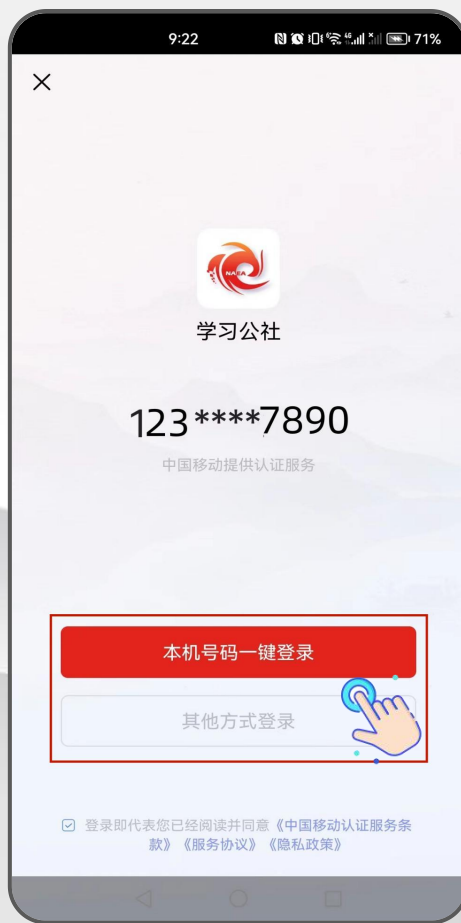 9:22
71%
NAEA
学习公社
123****7890
中国移动提供认证服务
本机号码一键登录
其他方式登录
登录即代表您已经阅读并同意《中国移动认证服务条
款》《服务协议》《隐私政策》